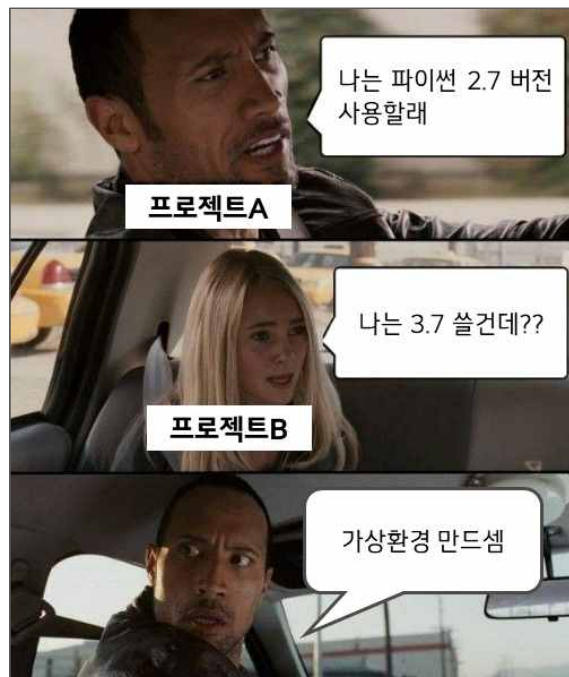 나는 파이썬 2.7 버전
사용할래
프로젝트A
나는 3.7 쓸건데??
프로젝트B
가상환경 만드셈